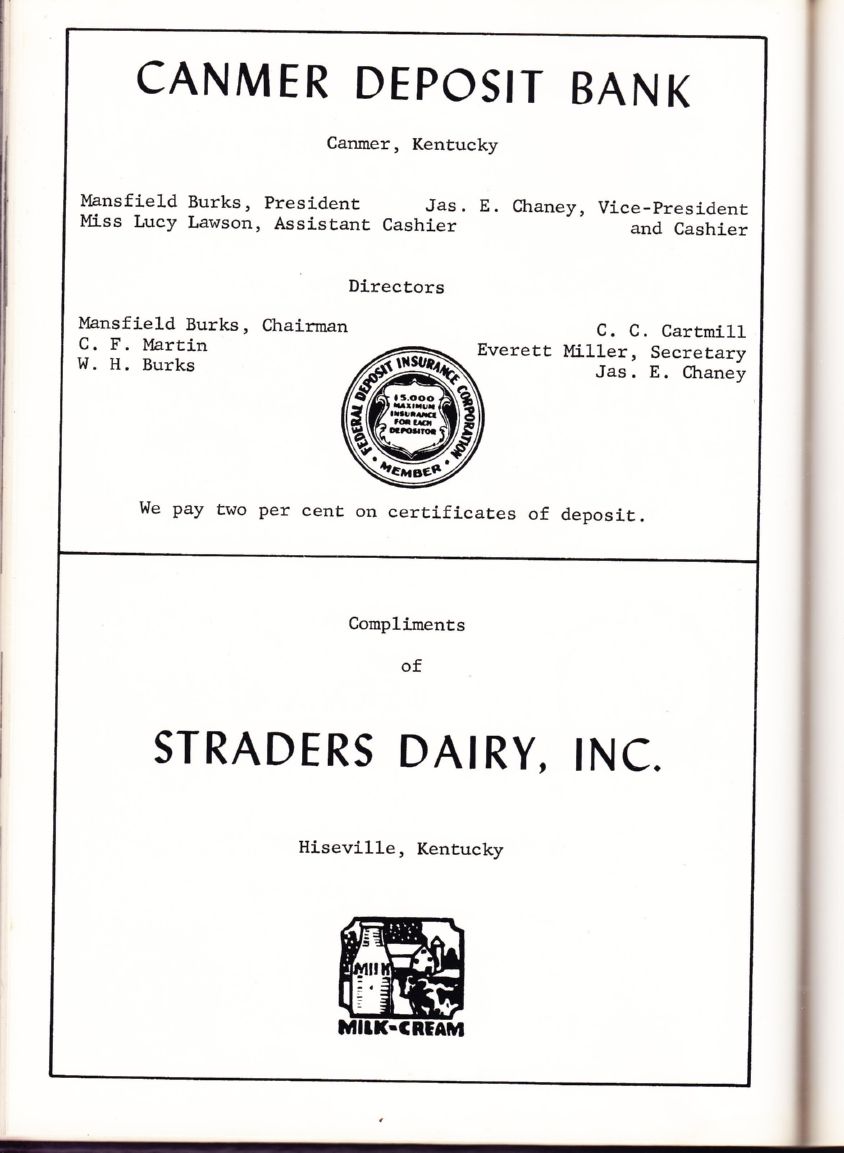 CANMER DEPOSIT BANK
Canmer, Kentucky
Mansfield Burks, President
Miss Lucy Lawson, Assistant Cashier
Jas. E. Chaney, Vice-President
and Cashier
Directors
Mansfield Burks, Chairman
C. F. Martin
W. H. Burks
C. C. Cartmill
Everett Miller, Secretary
Jas. E. Chaney
FEDERAL DEPOSIT INSURANCE CORPORATION
$5.000
MAXIMUM
INSURANCE
FOR EACH
DEPOSITOR
• MEMBER •
We pay two per cent on certificates of deposit.
Compliments
of
STRADERS DAIRY, INC.
Hiseville, Kentucky
MILK
MILK-CREAM